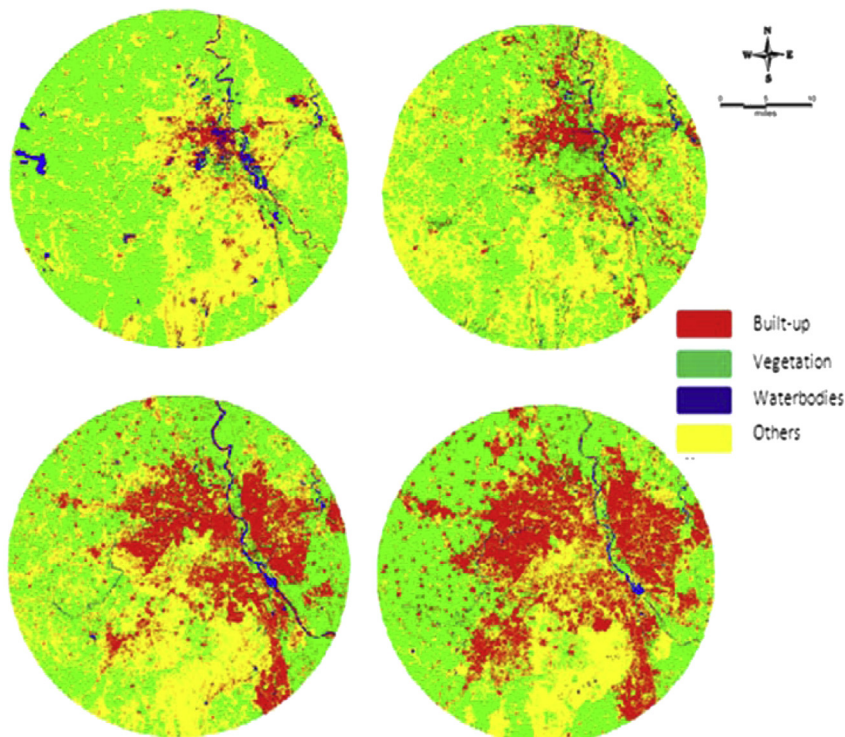 N
W E
S
0 5 10
miles
Built-up
Vegetation
Waterbodies
Others